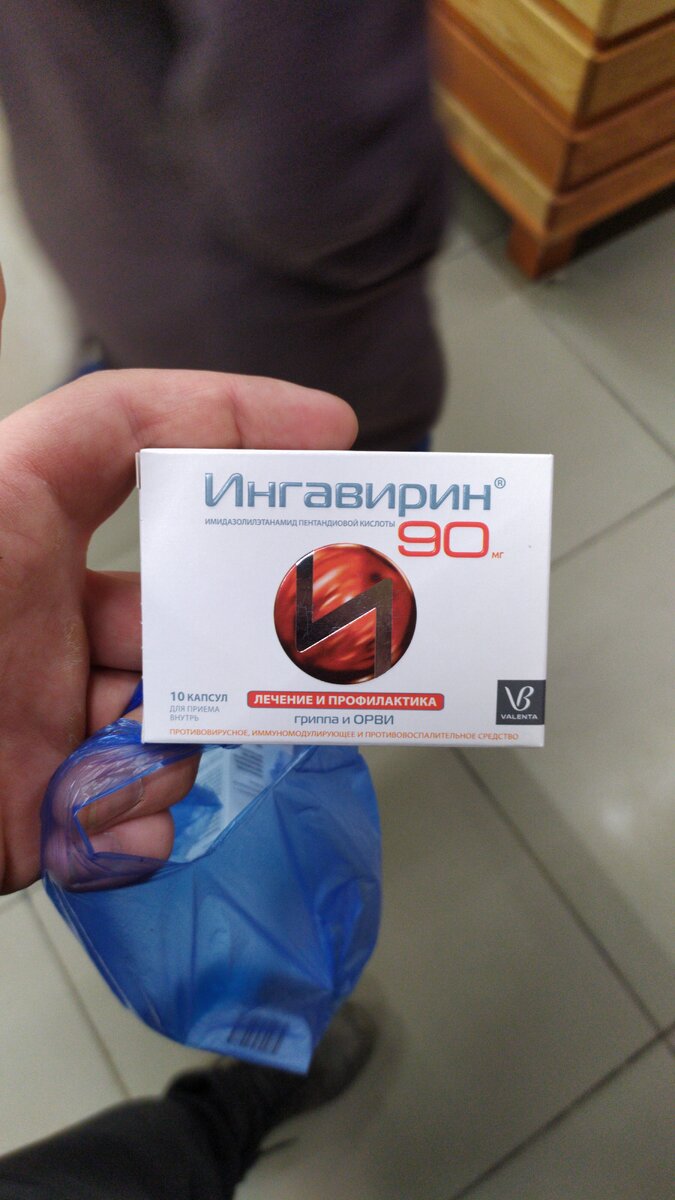 Ингавирин®
ИМИДАЗОЛИЛЭТАНАМИД ПЕНТАНДИОВОЙ КИСЛОТЫ
90 мг
10 КАПСУЛ
ДЛЯ ПРИЕМА
ВНУТРЬ
ЛЕЧЕНИЕ И ПРОФИЛАКТИКА
гриппа и ОРВИ
VALENTA
ПРОТИВОВИРУСНОЕ, ИММУНОМОДУЛИРУЮЩЕЕ И ПРОТИВОВОСПАЛИТЕЛЬНОЕ СРЕДСТВО